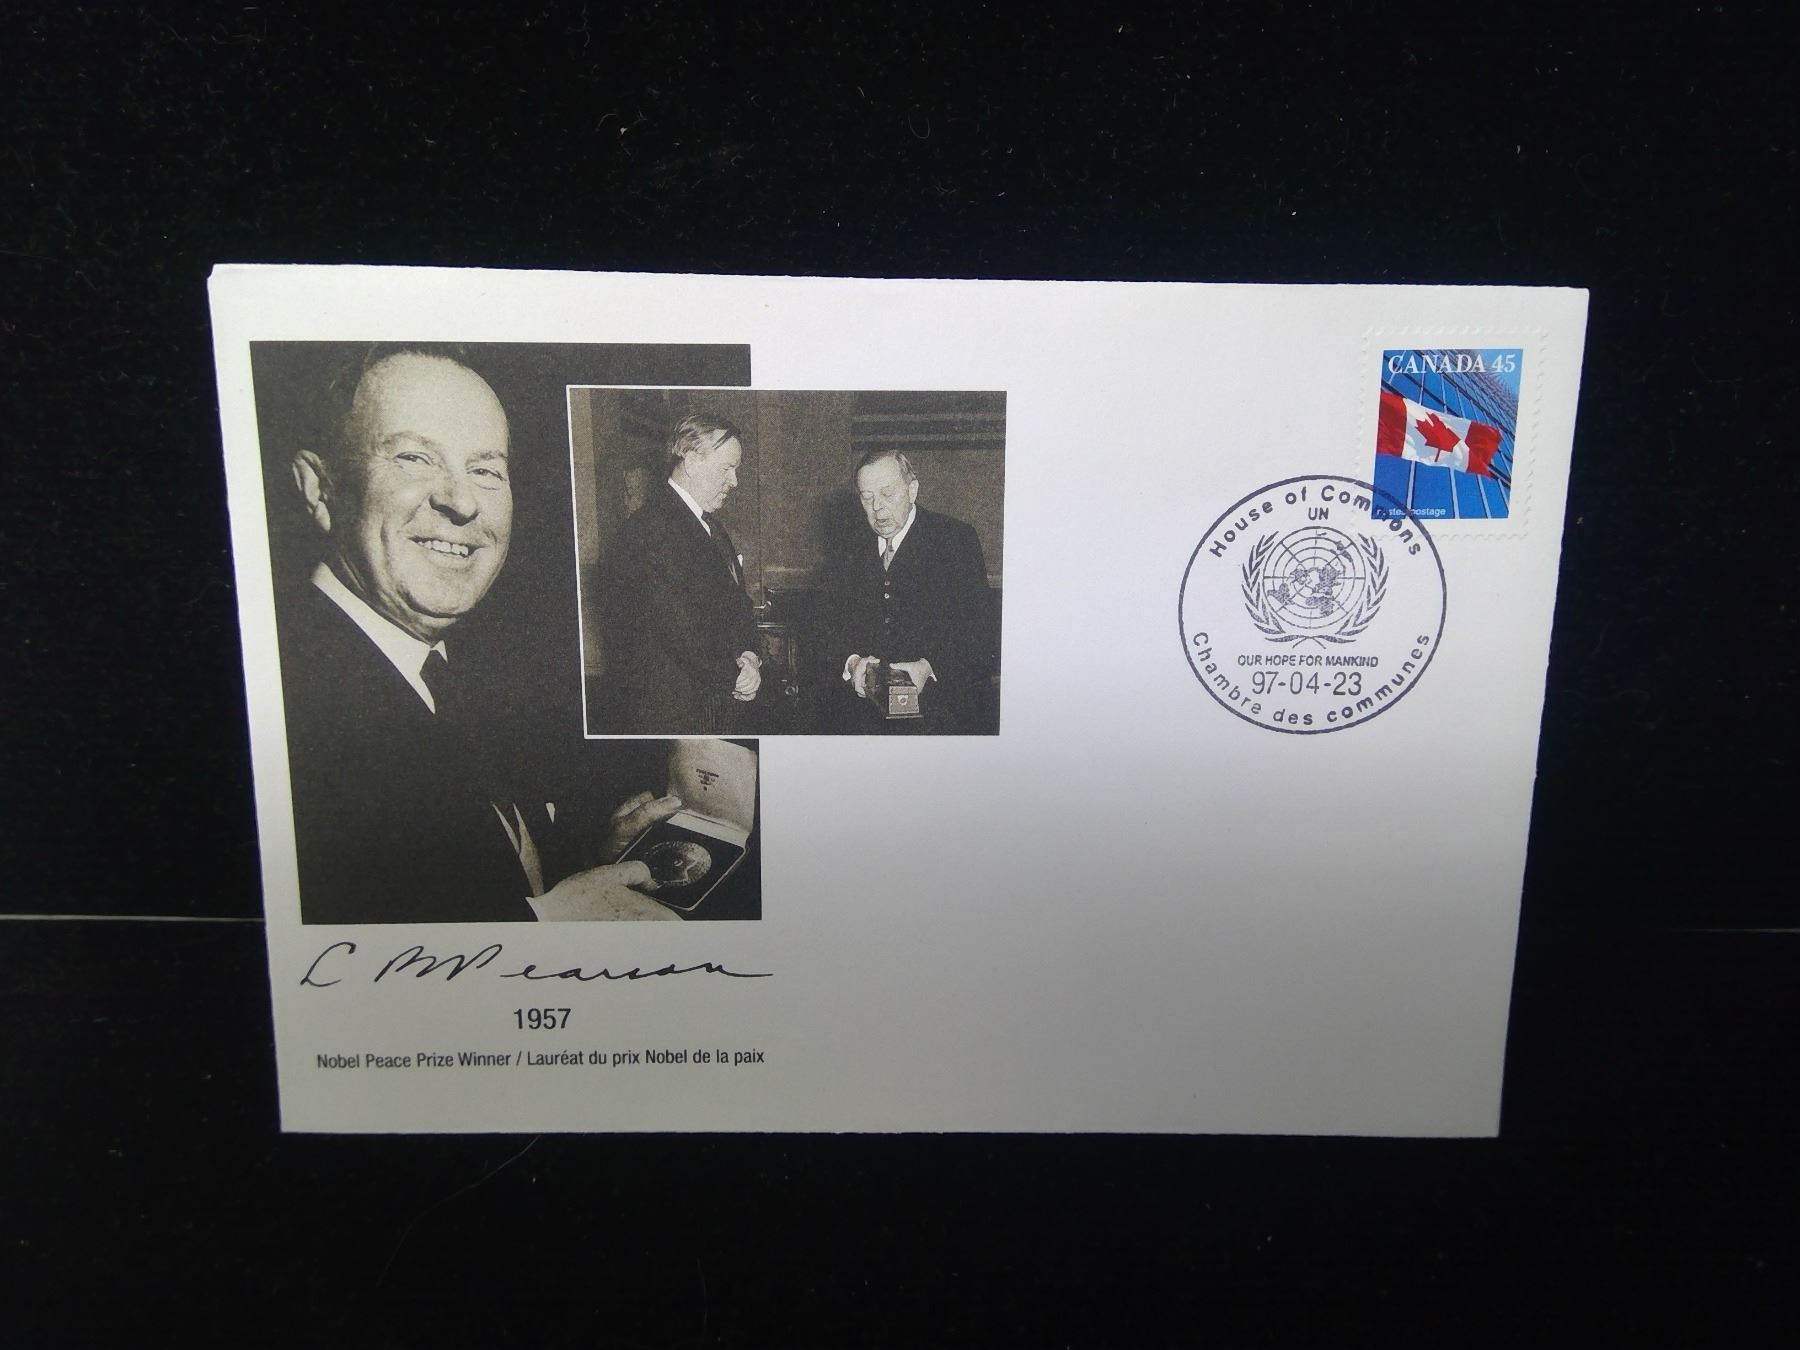 CANADA 45
postes postage
House of Commons
UN
OUR HOPE FOR MANKIND
97-04-23
Chambre des communes
L B Pearson
1957
Nobel Peace Prize Winner / Lauréat du prix Nobel de la paix